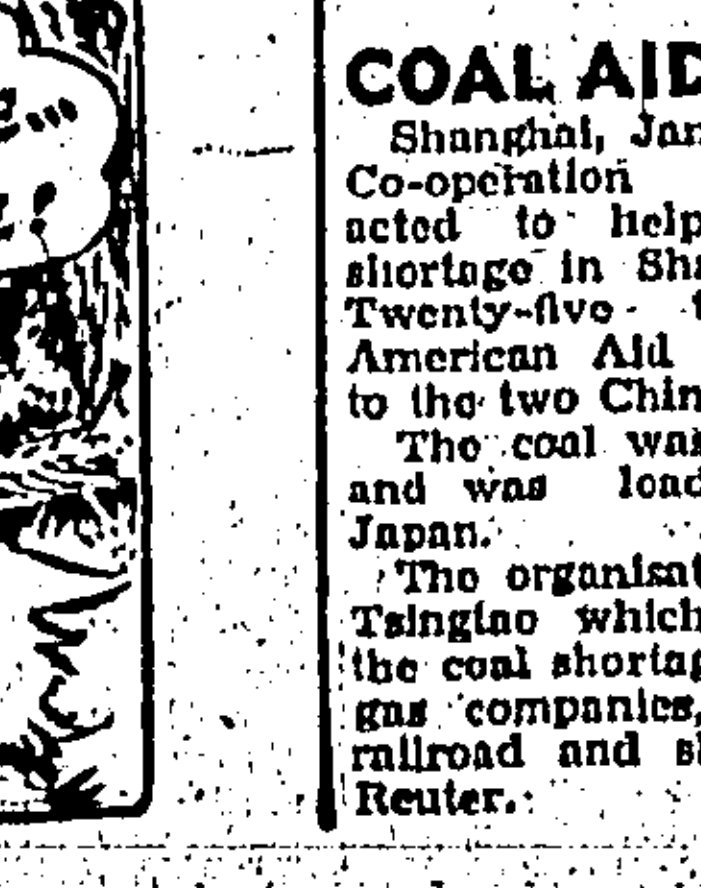 COAL AID
Shanghai, Jan
Co-operation
acted to help
shortage in Sha
Twenty-five t
American Aid
to the two Chin
The coal was
and was load
Japan.
The organisat
Tsingtao which
the coal shortag
gas companies,
railroad and sh
Reuter.